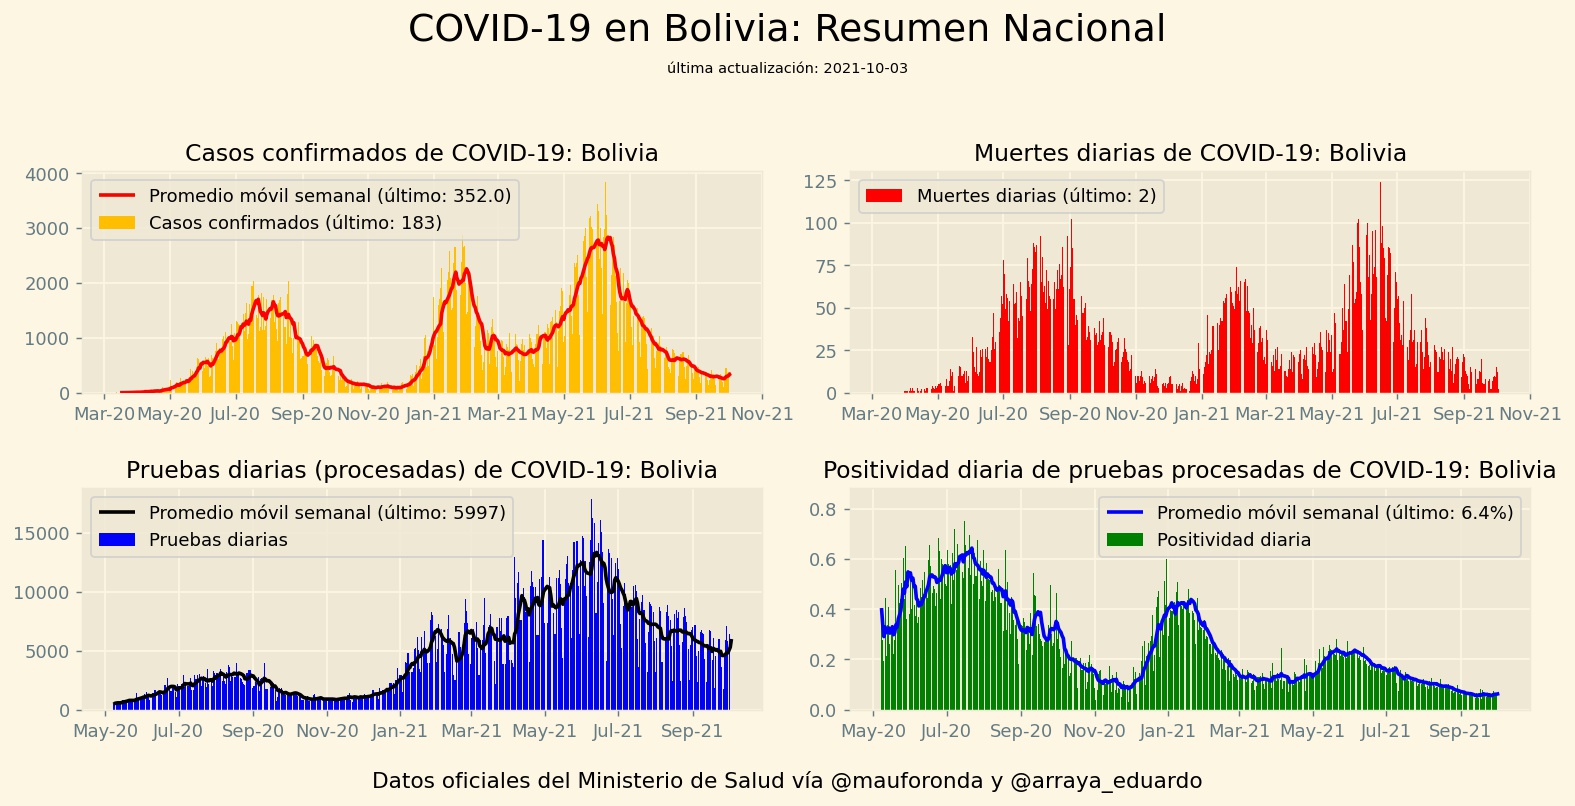 COVID-19 en Bolivia: Resumen Nacional
última actualización: 2021-10-03
Casos confirmados de COVID-19: Bolivia
4000
3000
2000
1000
0
Promedio móvil semanal (último: 352.0)
Casos confirmados (último: 183)
Mar-20 May-20 Jul-20 Sep-20 Nov-20 Jan-21 Mar-21 May-21 Jul-21 Sep-21 Nov-21
Muertes diarias de COVID-19: Bolivia
125
100
75
50
25
0
Muertes diarias (último: 2)
Mar-20 May-20 Jul-20 Sep-20 Nov-20 Jan-21 Mar-21 May-21 Jul-21 Sep-21 Nov-21
Pruebas diarias (procesadas) de COVID-19: Bolivia
15000
10000
5000
0
Promedio móvil semanal (último: 5997)
Pruebas diarias
May-20 Jul-20 Sep-20 Nov-20 Jan-21 Mar-21 May-21 Jul-21 Sep-21
Positividad diaria de pruebas procesadas de COVID-19: Bolivia
0.8
0.6
0.4
0.2
0.0
Promedio móvil semanal (último: 6.4%)
Positividad diaria
May-20 Jul-20 Sep-20 Nov-20 Jan-21 Mar-21 May-21 Jul-21 Sep-21
Datos oficiales del Ministerio de Salud vía @mauforonda y @arraya_eduardo